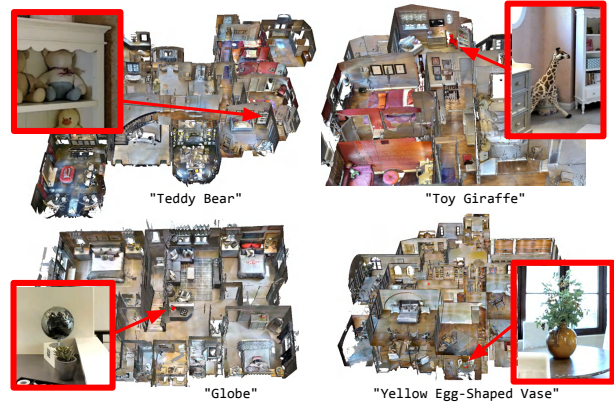 "Teddy Bear"
"Toy Giraffe"
"Globe"
"Yellow Egg-Shaped Vase"